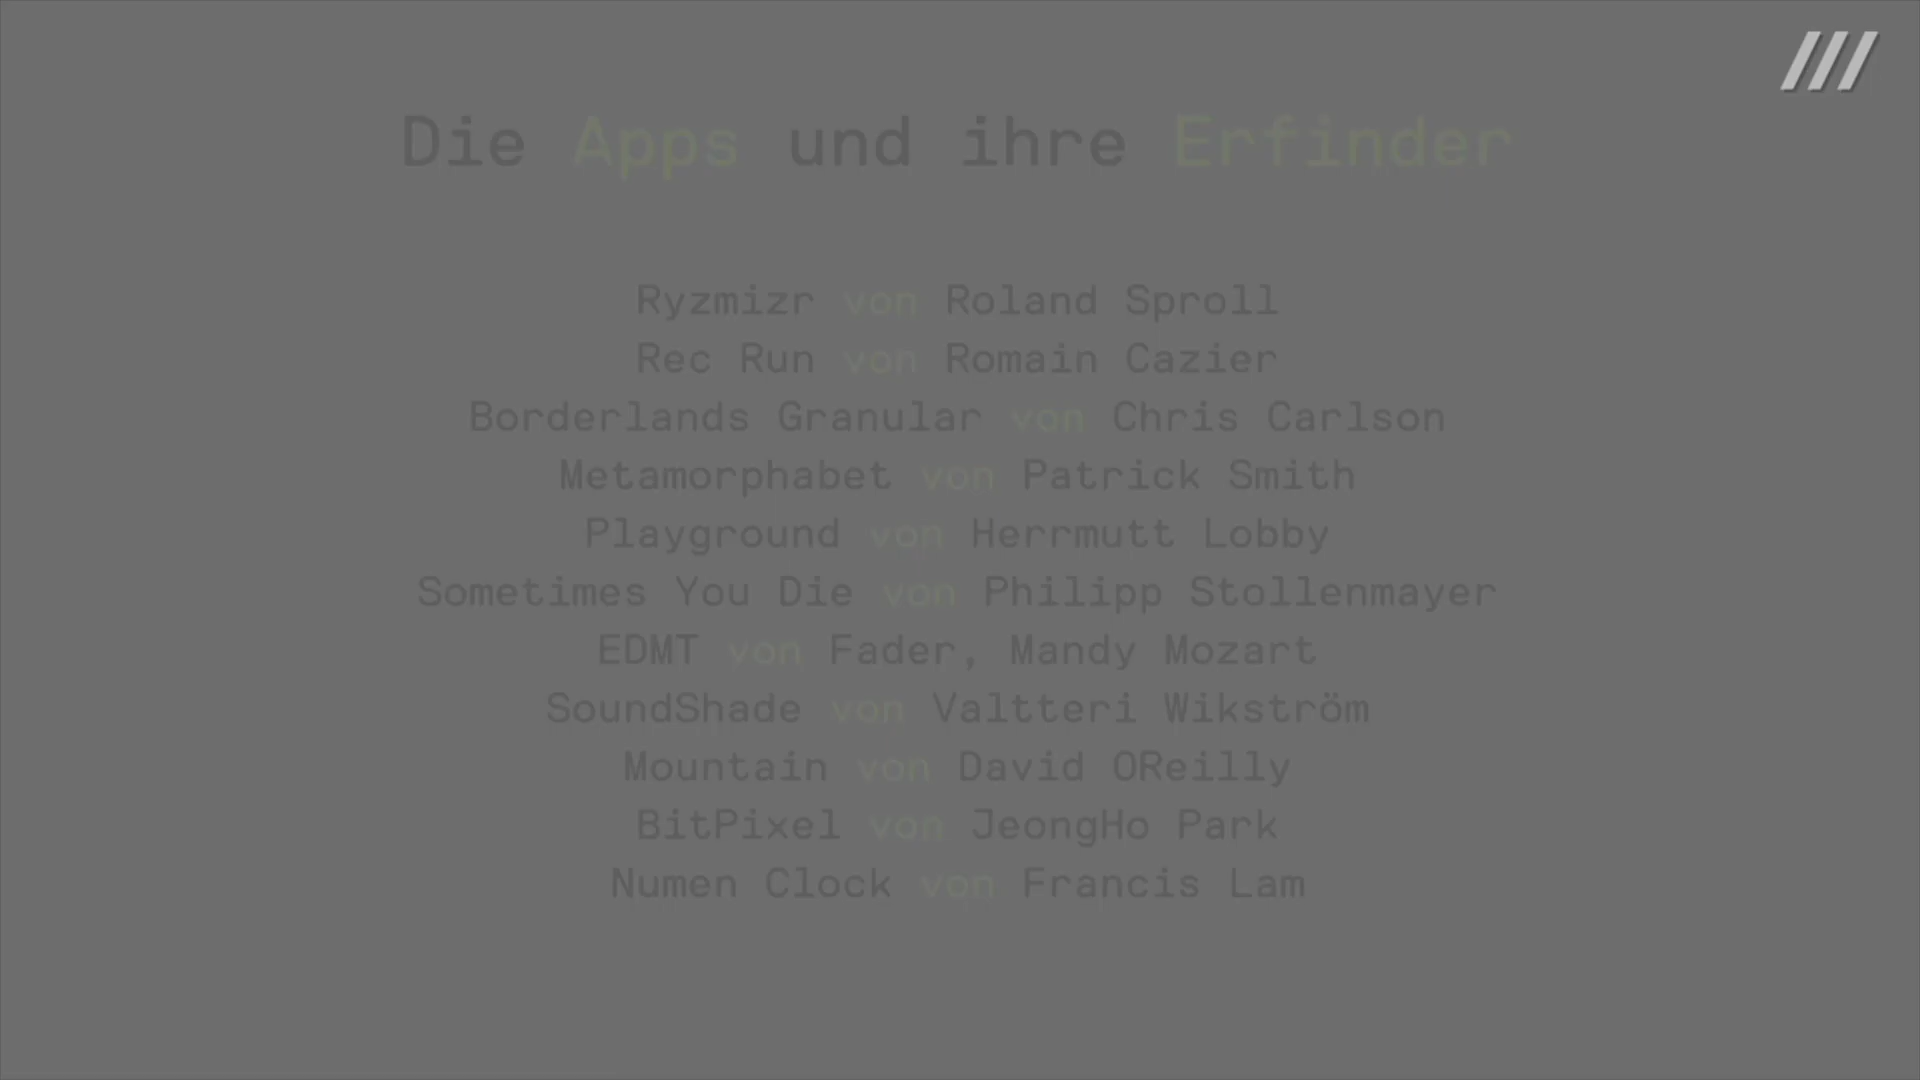 Die Apps und ihre Erfinder
Ryzmizr von Roland Sproll
Rec Run von Romain Cazier
Borderlands Granular von Chris Carlson
Metamorphabet von Patrick Smith
Playground von Herrmutt Lobby
Sometimes You Die von Philipp Stollenmayer
EDMT von Fader, Mandy Mozart
SoundShade von Valtteri Wikström
Mountain von David OReilly
BitPixel von JeongHo Park
Numen Clock von Francis Lam